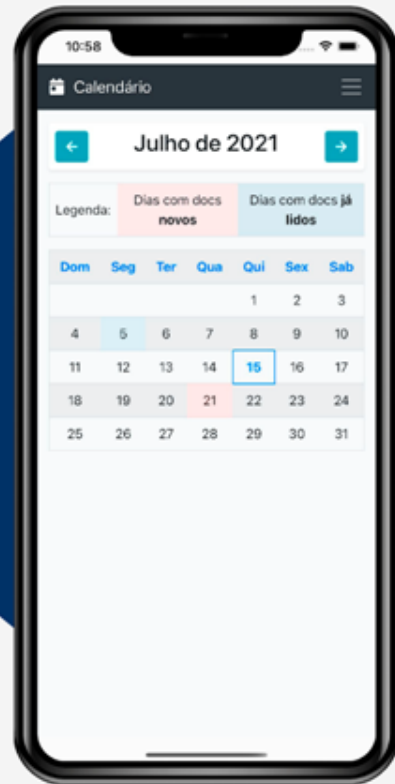 10:58
Calendário
Julho de 2021
Legenda:
Dias com docs
novos
Dias com docs já
lidos
Dom Seg Ter Qua Qui Sex Sab
1 2 3
4 5 6 7 8 9 10
11 12 13 14 15 16 17
18 19 20 21 22 23 24
25 26 27 28 29 30 31